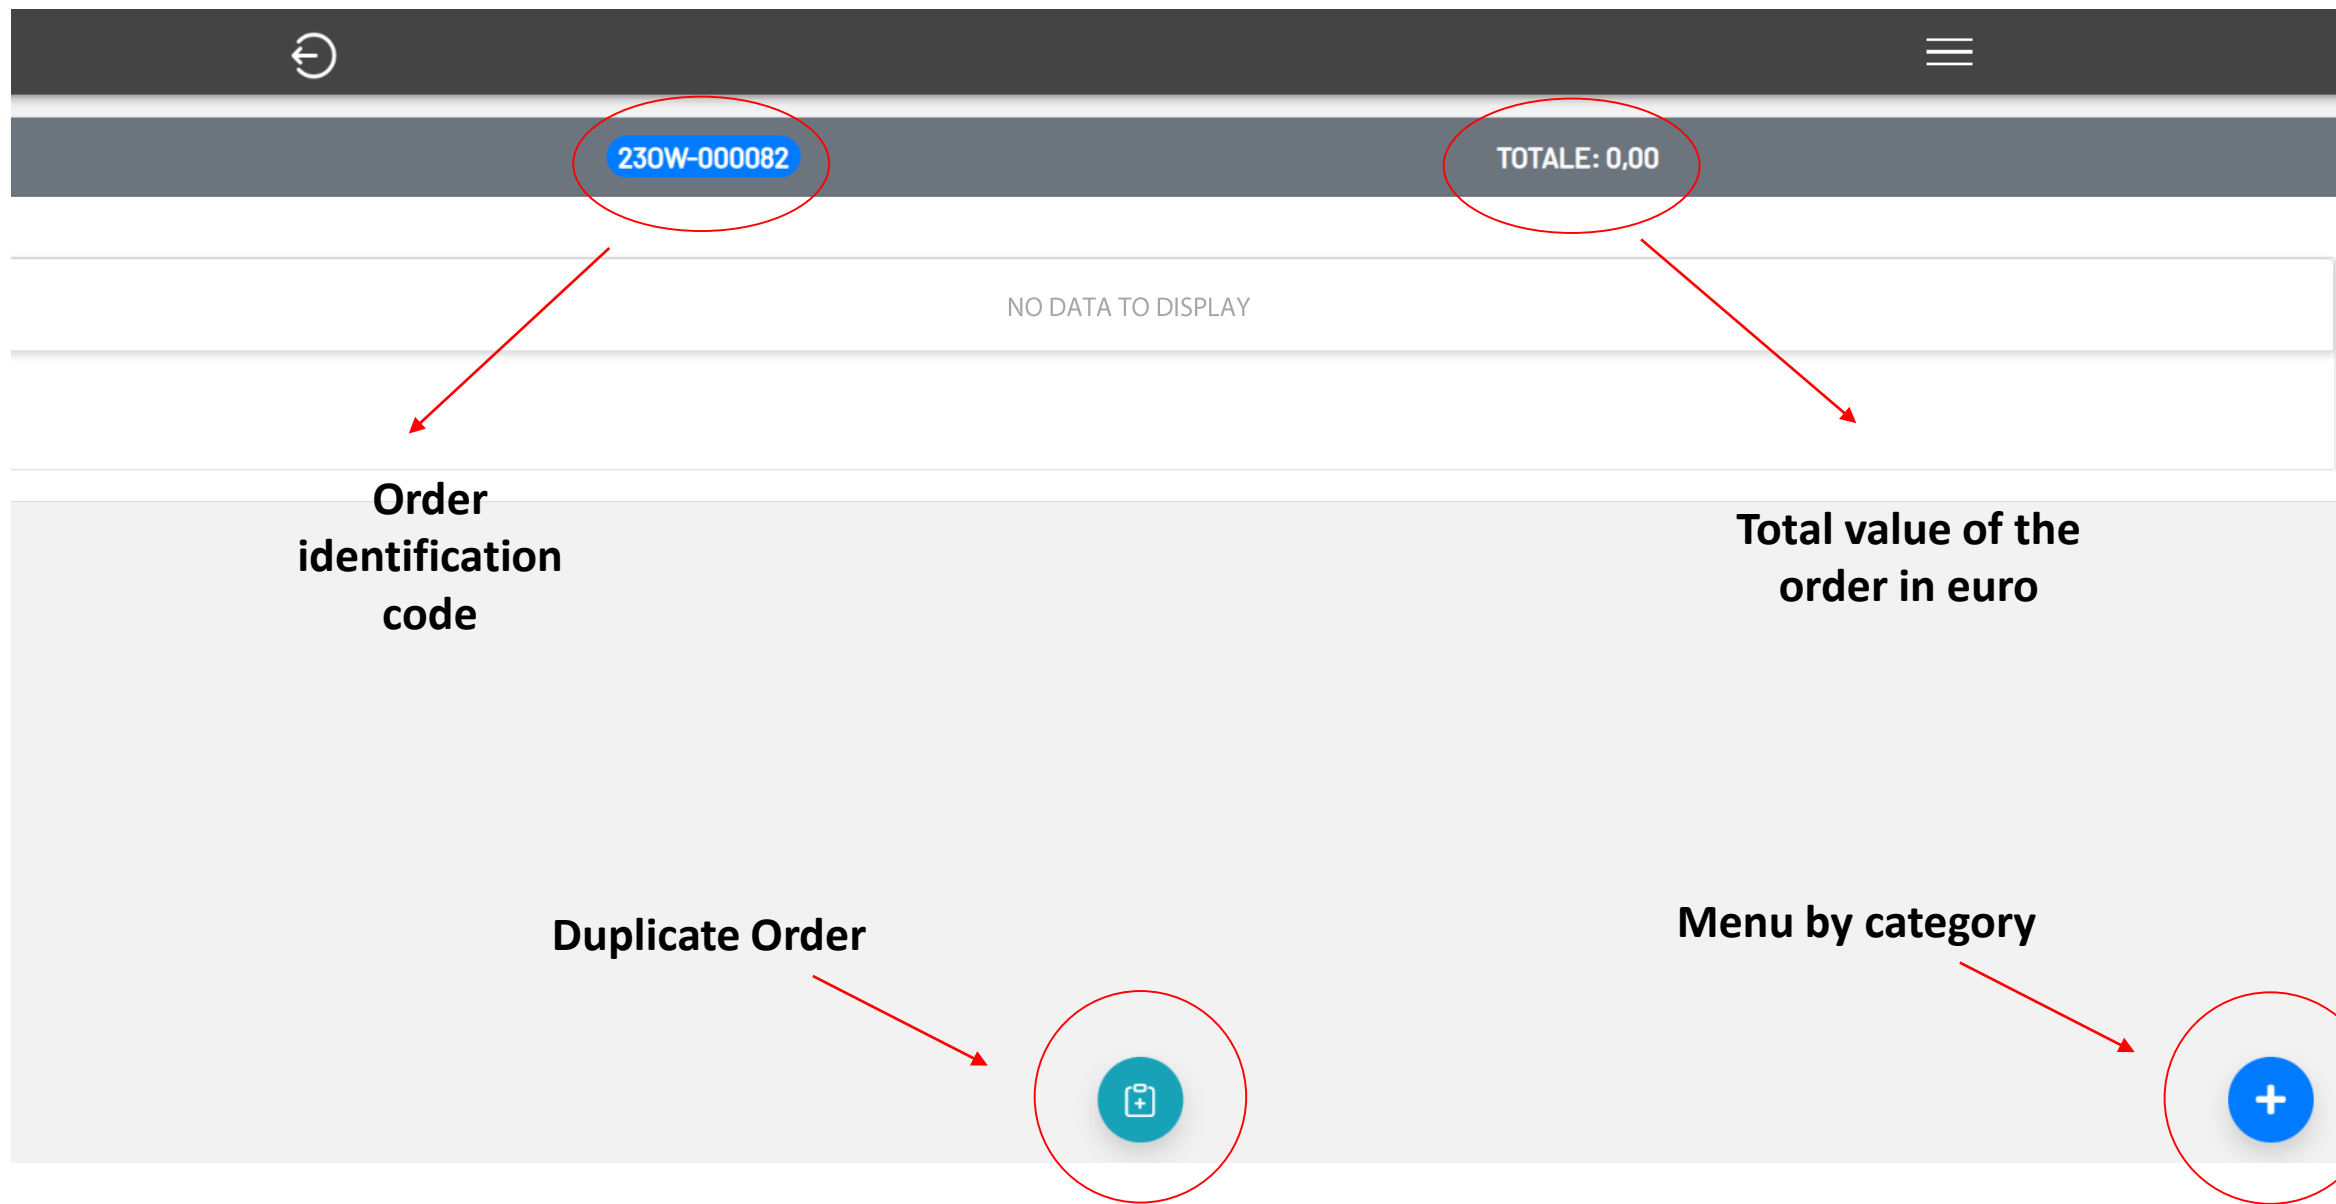 23OW-000082
TOTALE: 0,00
NO DATA TO DISPLAY
Order
identification
code
Total value of the
order in euro
Duplicate Order
Menu by category